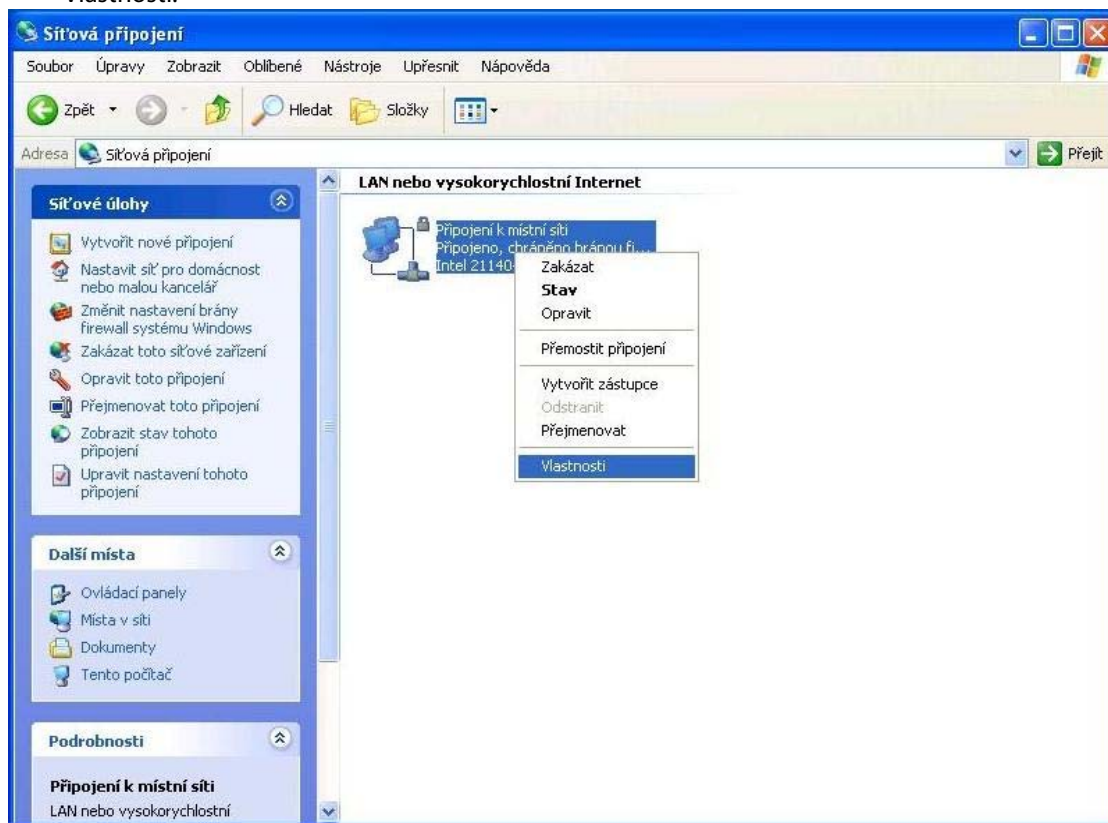 Vlastnosti.
Síťová připojení
Soubor Úpravy Zobrazit Oblíbené Nástroje Upřesnit Nápověda
Zpět Hledat Složky
Adresa Síťová připojení Přejít
Síťové úlohy
Vytvořit nové připojení
Nastavit síť pro domácnost
nebo malou kancelář
Změnit nastavení brány
firewall systému Windows
Zakázat toto síťové zařízení
Opravit toto připojení
Přejmenovat toto připojení
Zobrazit stav tohoto
připojení
Upravit nastavení tohoto
připojení
Další místa
Ovládací panely
Místa v síti
Dokumenty
Tento počítač
Podrobnosti
Připojení k místní síti
LAN nebo vysokorychlostní
LAN nebo vysokorychlostní Internet
Připojení k místní síti
Připojeno, chráněno bránou fi...
Intel 21140
Zakázat
Stav
Opravit
Přemostit připojení
Vytvořit zástupce
Odstranit
Přejmenovat
Vlastnosti